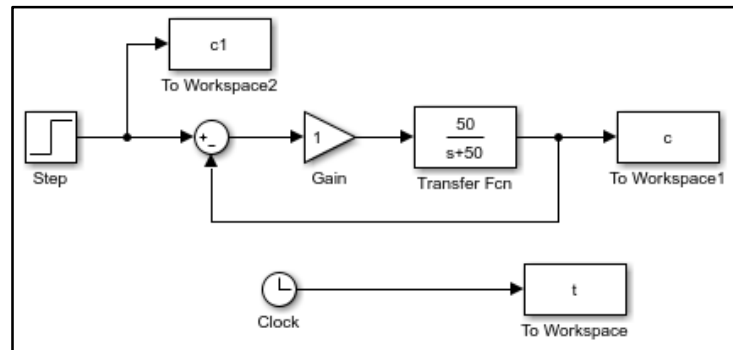 c1
To Workspace2
Step
+
−
1
Gain
50
s+50
Transfer Fcn
c
To Workspace1
Clock
t
To Workspace